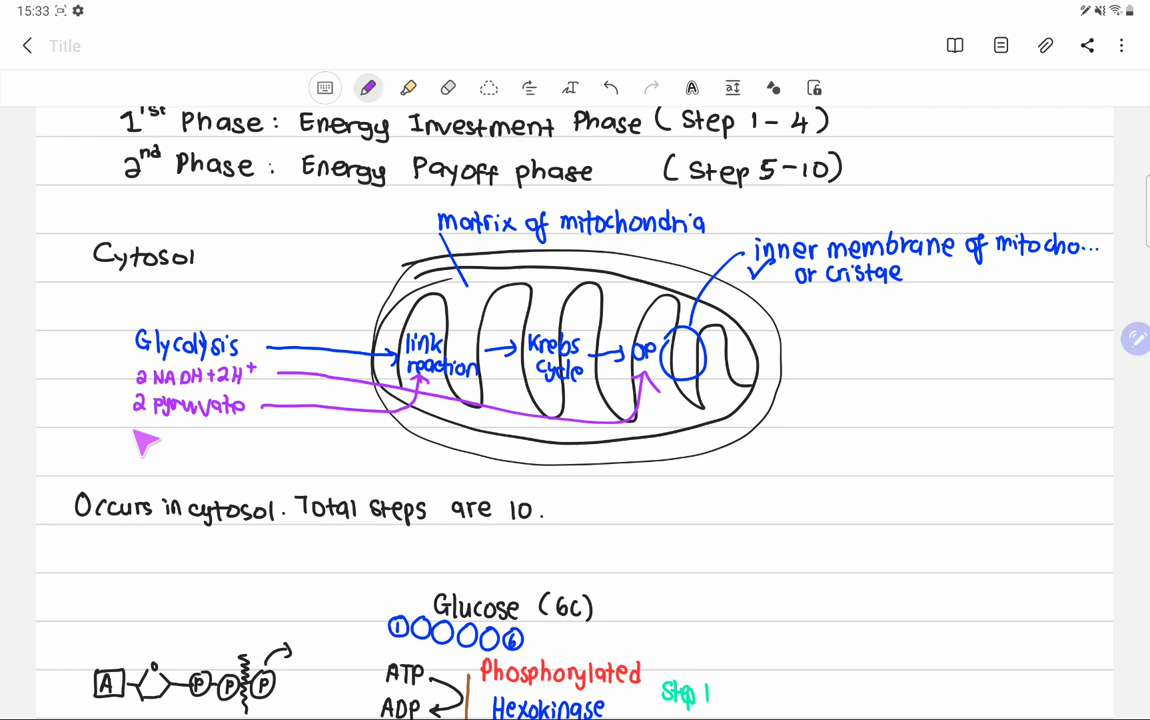 15:33
Title
1st Phase : Energy Investment Phase ( Step 1 - 4 )
2nd Phase : Energy Payoff phase ( Step 5 - 10 )
matrix of mitochondria
Cytosol
inner membrane of mitocho...
or cristae
Glycolysis
link
reaction
Krebs
cycle
OP
2 NADH + 2H+
2 pyruvate
Occurs in cytosol. Total steps are 10.
Glucose (6C)
1 6
A P P P
ATP Phosphorylated
Step 1
ADP Hexokinase